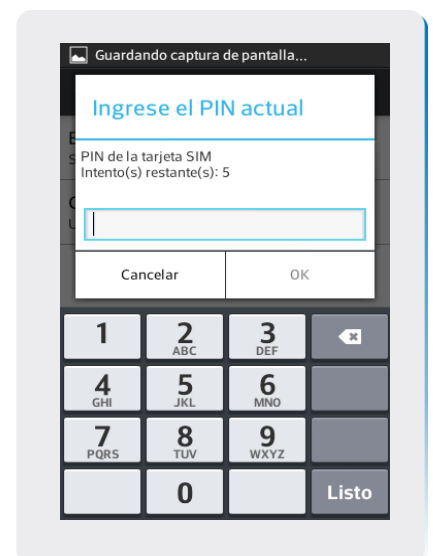 Guardando captura de pantalla...
Ingrese el PIN actual
PIN de la tarjeta SIM
Intento(s) restante(s): 5
Cancelar OK
1 2 3
ABC DEF
4 5 6
GHI JKL MNO
7 8 9
PQRS TUV WXYZ
0 Listo